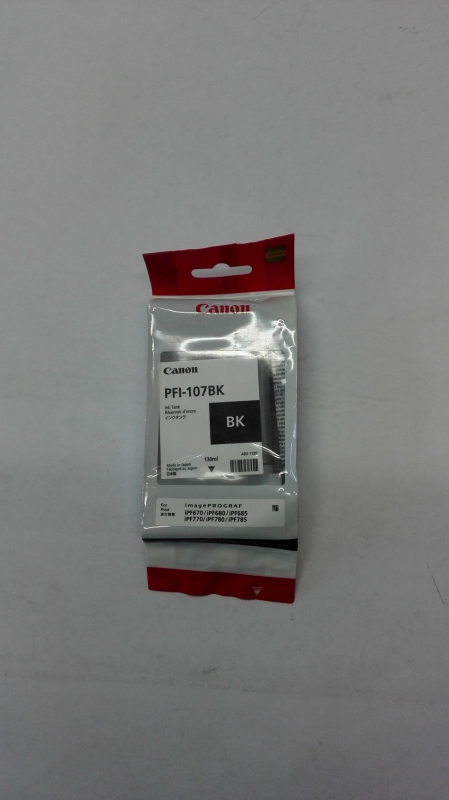 Canon
Canon
PFI-107BK
Ink Tank
Réservoir d'encre
インクタンク
BK
130ml
Made in Japan
Fabriqué au Japon
日本製
For
Pour
imagePROGRAF
iPF670/iPF680/iPF685
iPF770/iPF780/iPF785